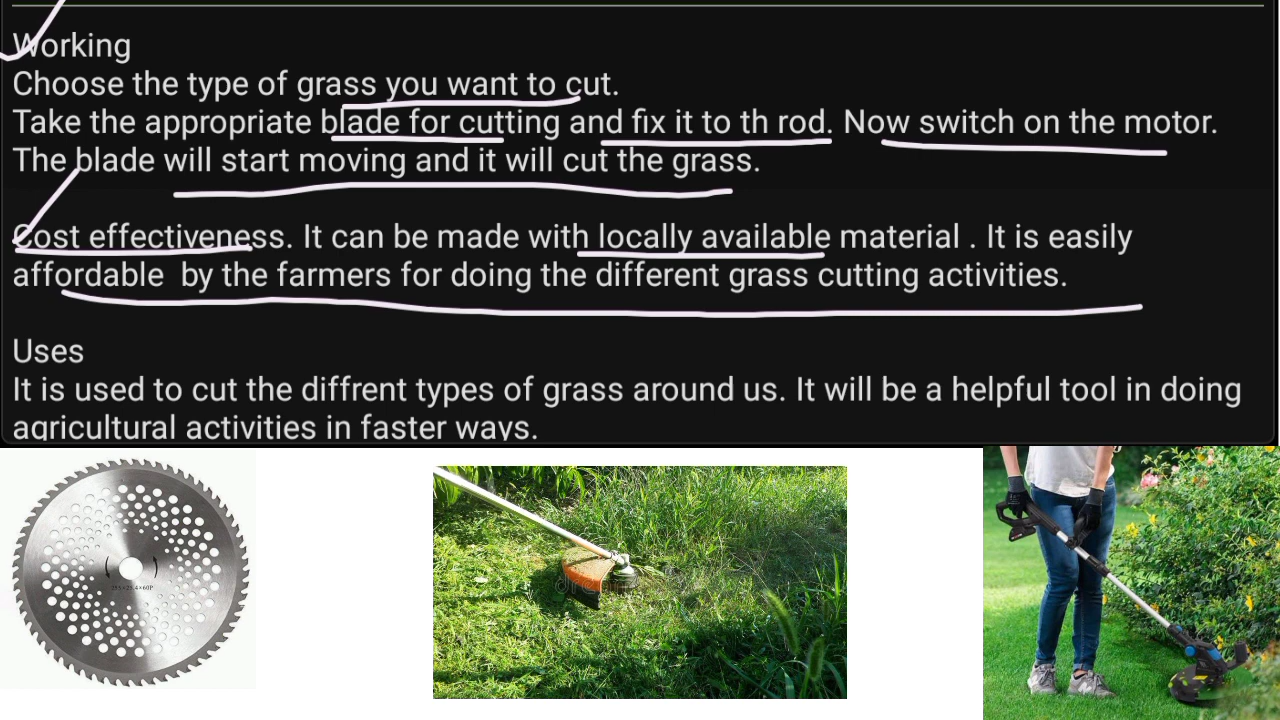 Working
Choose the type of grass you want to cut.
Take the appropriate blade for cutting and fix it to th rod. Now switch on the motor.
The blade will start moving and it will cut the grass.
Cost effectiveness. It can be made with locally available material . It is easily
affordable by the farmers for doing the different grass cutting activities.
Uses
It is used to cut the diffrent types of grass around us. It will be a helpful tool in doing
agricultural activities in faster ways.